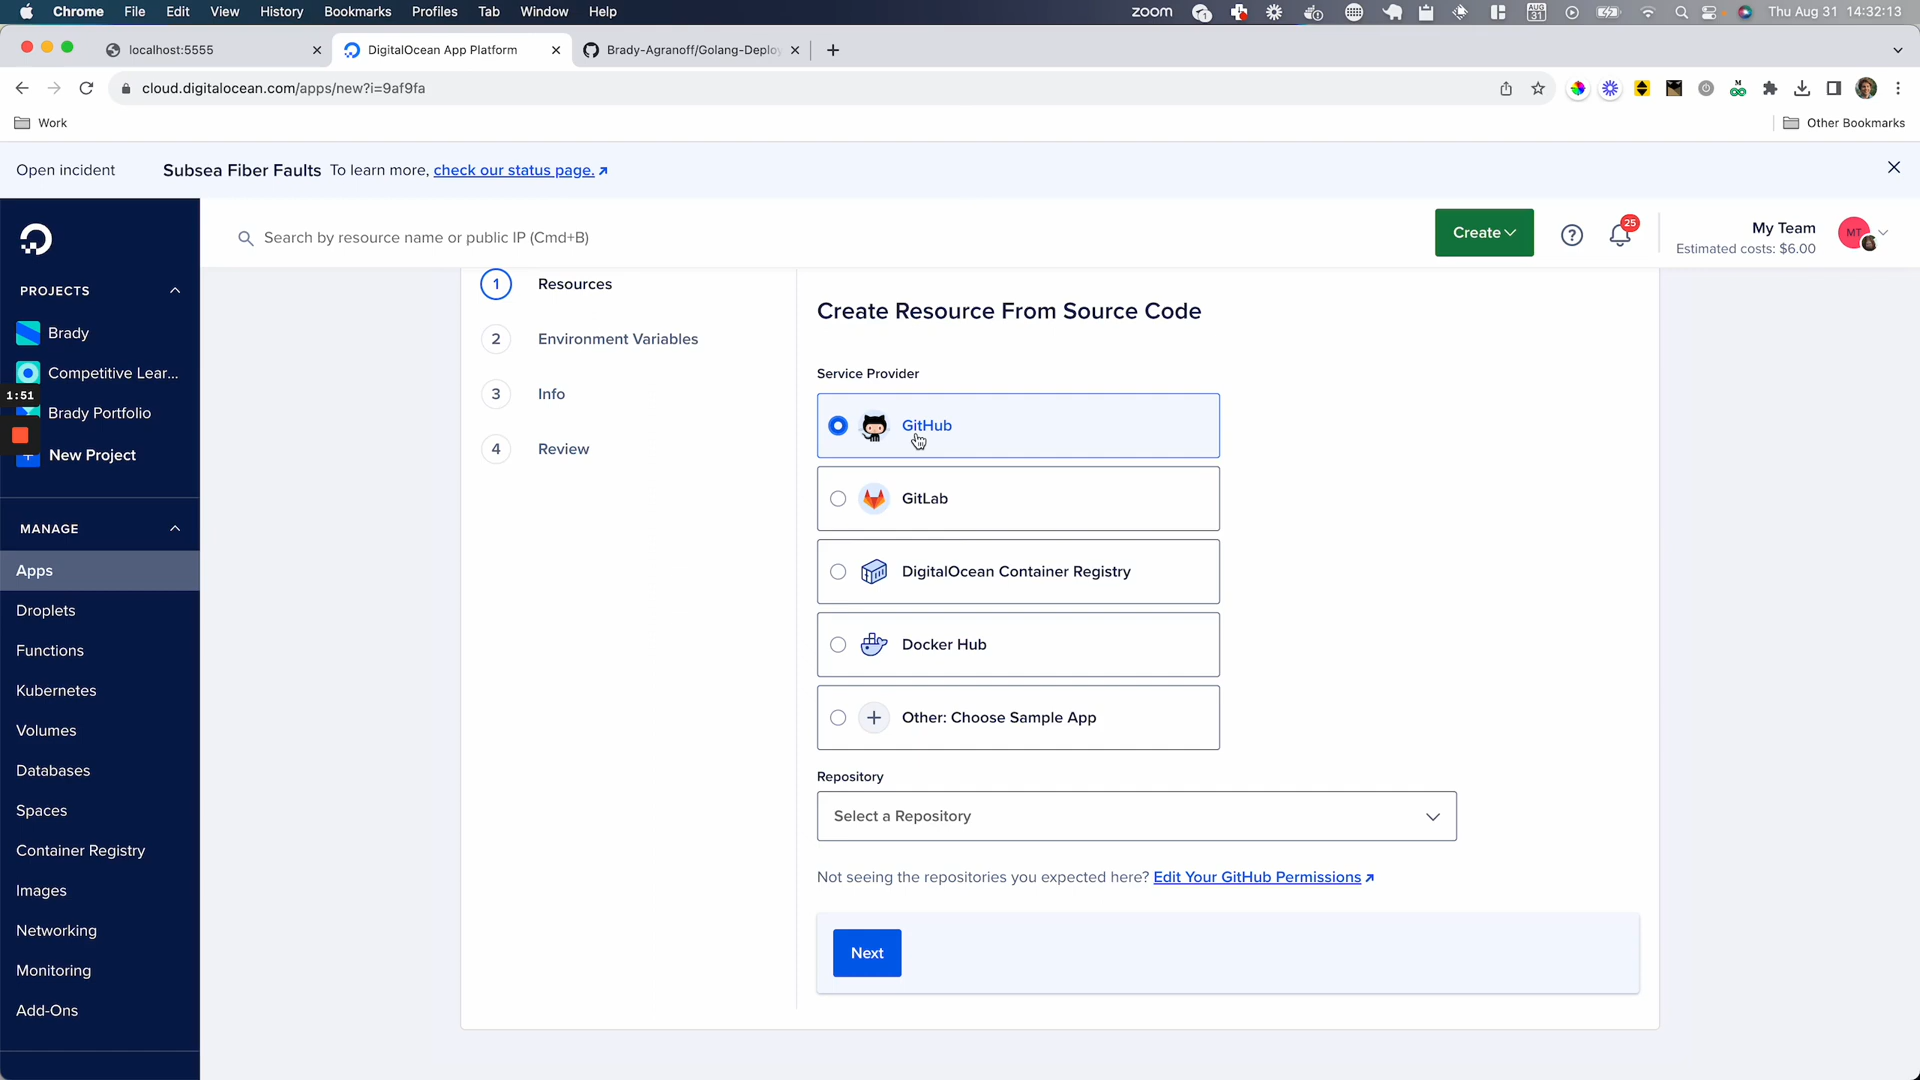 Chrome File Edit View History Bookmarks Profiles Tab Window Help
zoom 1 AUG 31 Thu Aug 31 14:32:13
localhost:5555
DigitalOcean App Platform
Brady-Agranoff/Golang-Deploy
cloud.digitalocean.com/apps/new?i=9af9fa
Work
Other Bookmarks
Open incident Subsea Fiber Faults To learn more, check our status page.
Search by resource name or public IP (Cmd+B)
Create
25
My Team
Estimated costs: $6.00
MT
PROJECTS
Brady
Competitive Lear...
1:51
Brady Portfolio
New Project
MANAGE
Apps
Droplets
Functions
Kubernetes
Volumes
Databases
Spaces
Container Registry
Images
Networking
Monitoring
Add-Ons
1 Resources
2 Environment Variables
3 Info
4 Review
Create Resource From Source Code
Service Provider
GitHub
GitLab
DigitalOcean Container Registry
Docker Hub
Other: Choose Sample App
Repository
Select a Repository
Not seeing the repositories you expected here? Edit Your GitHub Permissions
Next